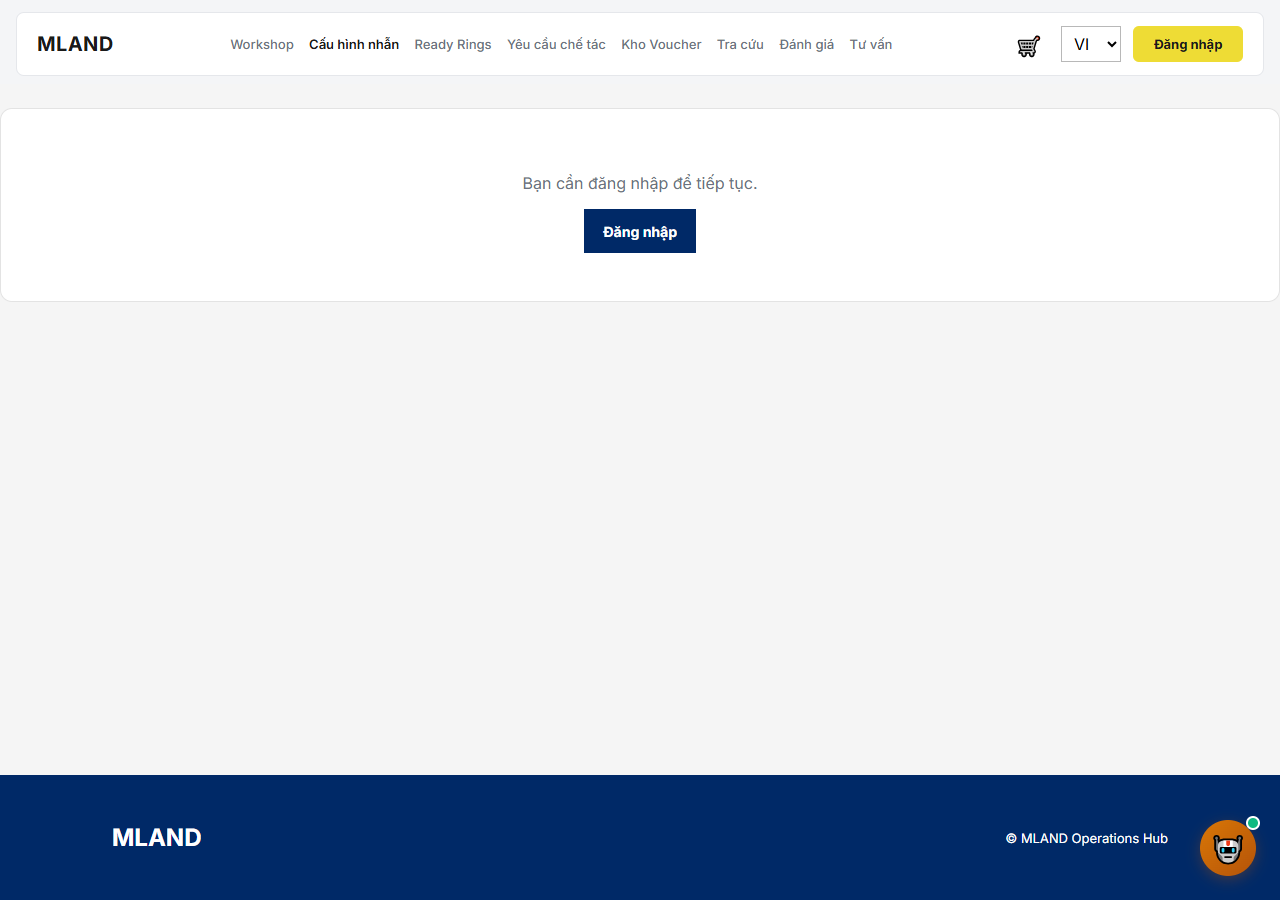 MLAND
Workshop Cấu hình nhẫn Ready Rings Yêu cầu chế tác Kho Voucher Tra cứu Đánh giá Tư vấn
VI
Đăng nhập
Bạn cần đăng nhập để tiếp tục.
Đăng nhập
MLAND
© MLAND Operations Hub